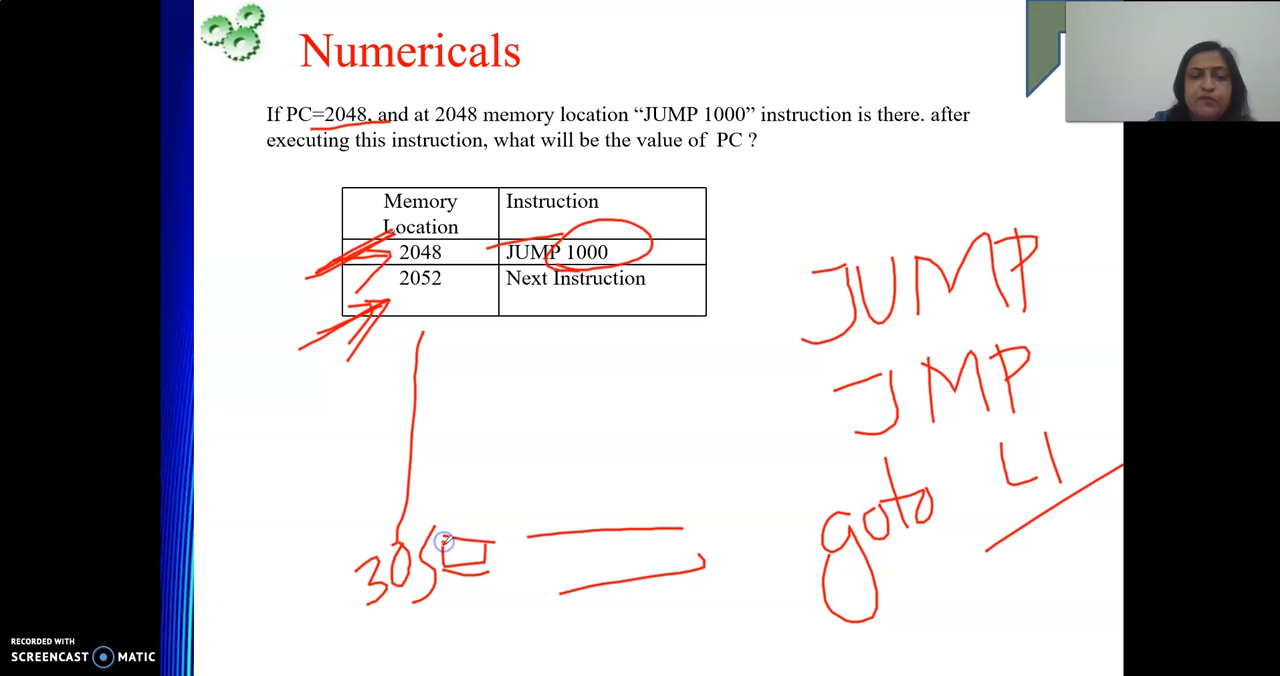 Numericals
If PC=2048, and at 2048 memory location “JUMP 1000” instruction is there. after
executing this instruction, what will be the value of PC ?
Memory Location
Instruction
2048
JUMP 1000
2052
Next Instruction
JUMP
JMP
goto L1
RECORDED WITH
SCREENCAST MATIC